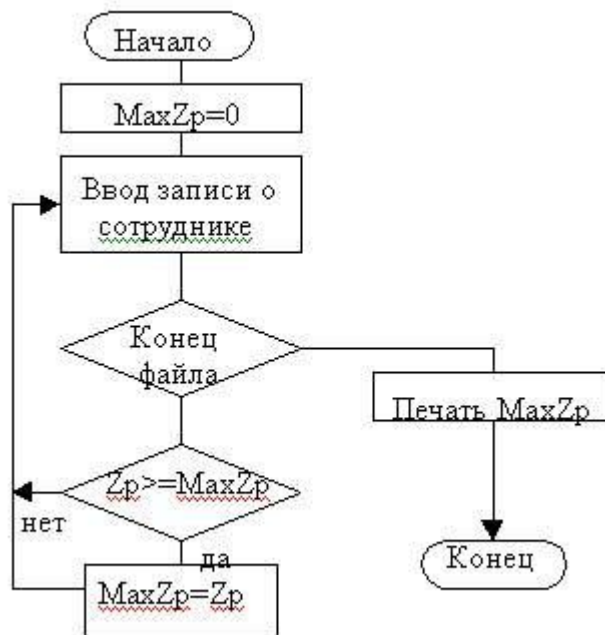 Начало
MaxZp=0
Ввод записи о
сотруднике
Конец
файла
Печать MaxZp
Zp>=MaxZp
нет
да
Конец
MaxZp=Zp